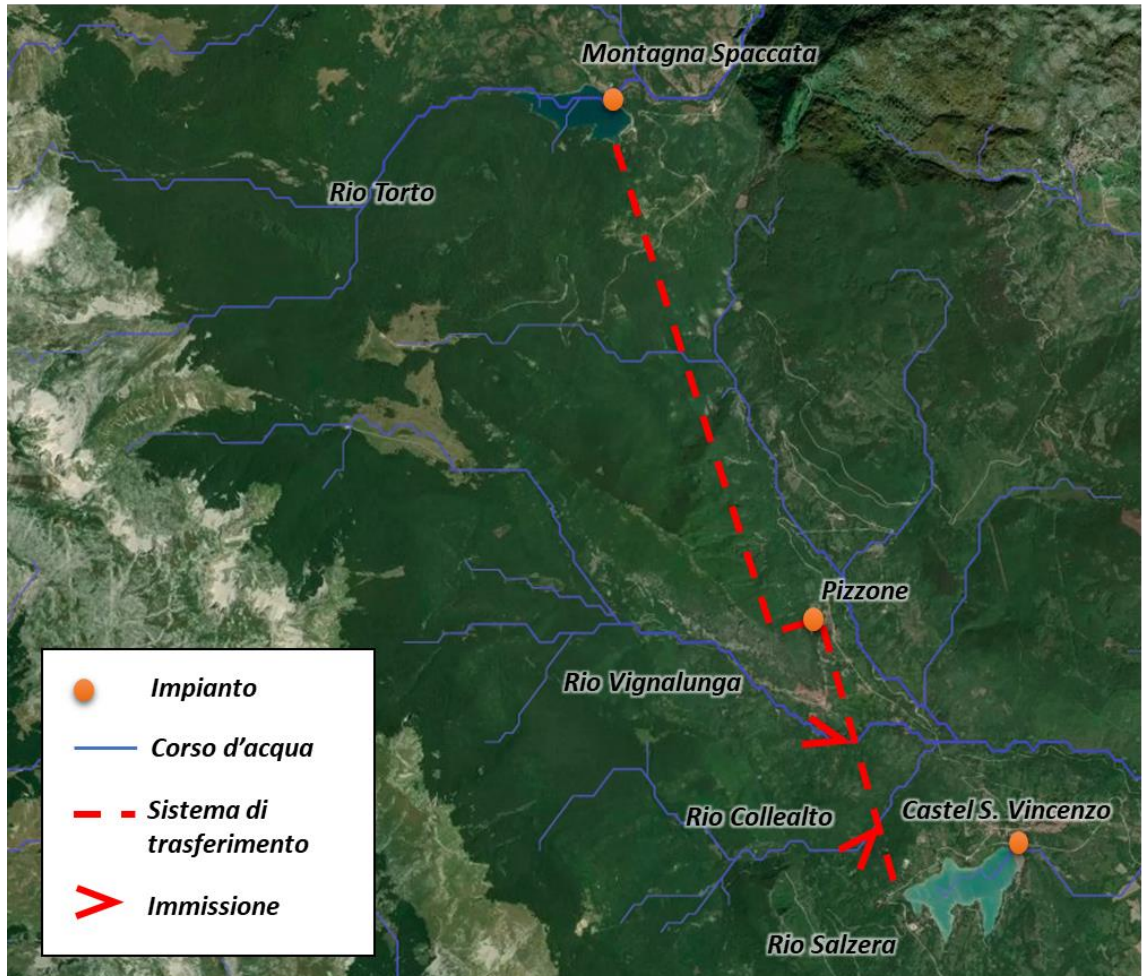 Montagna Spaccata
Rio Torto
Pizzone
Rio Vignalunga
Rio Collealto
Castel S. Vincenzo
Rio Salzera
Impianto
Corso d'acqua
Sistema di
trasferimento
Immissione